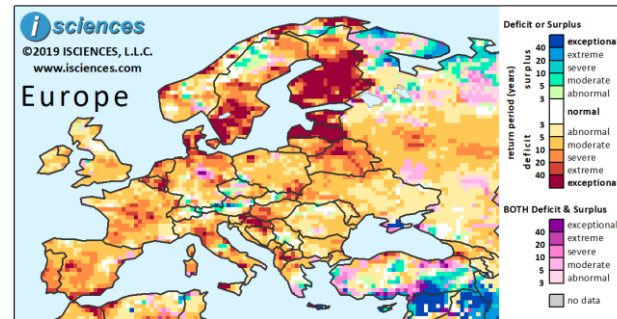 i sciences
©2019 ISCIENCES, L.L.C.
www.isciences.com
Europe
Deficit or Surplus
exceptional
40
extreme
20
severe
10
moderate
5
abnormal
3
normal
3
abnormal
5
moderate
10
severe
20
extreme
40
exceptional
return period (years)
surplus
deficit
BOTH Deficit & Surplus
exceptional
40
extreme
20
severe
10
moderate
5
abnormal
3
no data